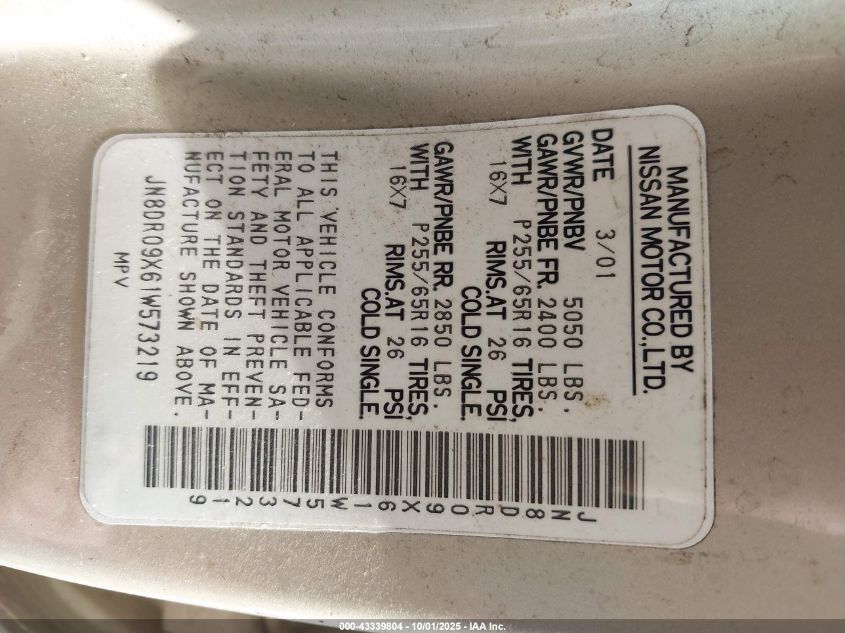 MANUFACTURED BY
NISSAN MOTOR CO.,LTD.
DATE 3/01
GVWR/PNBV 5050 LBS.
GAWR/PNBE FR. 2400 LBS.
WITH P255/65R16 TIRES,
16X7 RIMS.AT 26 PSI
COLD SINGLE.
GAWR/PNBE RR. 2850 LBS.
WITH P255/65R16 TIRES,
16X7 RIMS.AT 26 PSI
COLD SINGLE.
THIS VEHICLE CONFORMS
TO ALL APPLICABLE FED-
ERAL MOTOR VEHICLE SA-
FETY AND THEFT PREVEN-
TION STANDARDS IN EFF-
ECT ON THE DATE OF MA-
NUFACTURE SHOWN ABOVE.
JN8DR09X61W573219
MPV
JN8DR09X61W573219
000-43339804 - 10/01/2025 - IAA Inc.